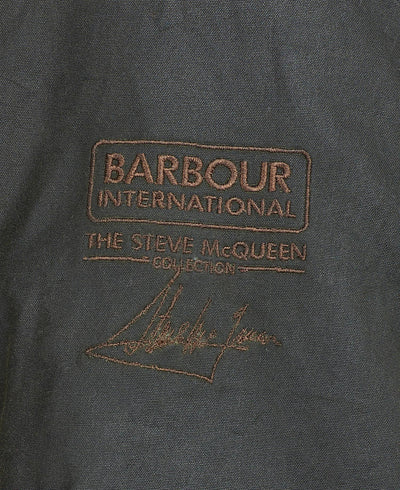 BARBOUR
INTERNATIONAL
THE STEVE McQUEEN
COLLECTION